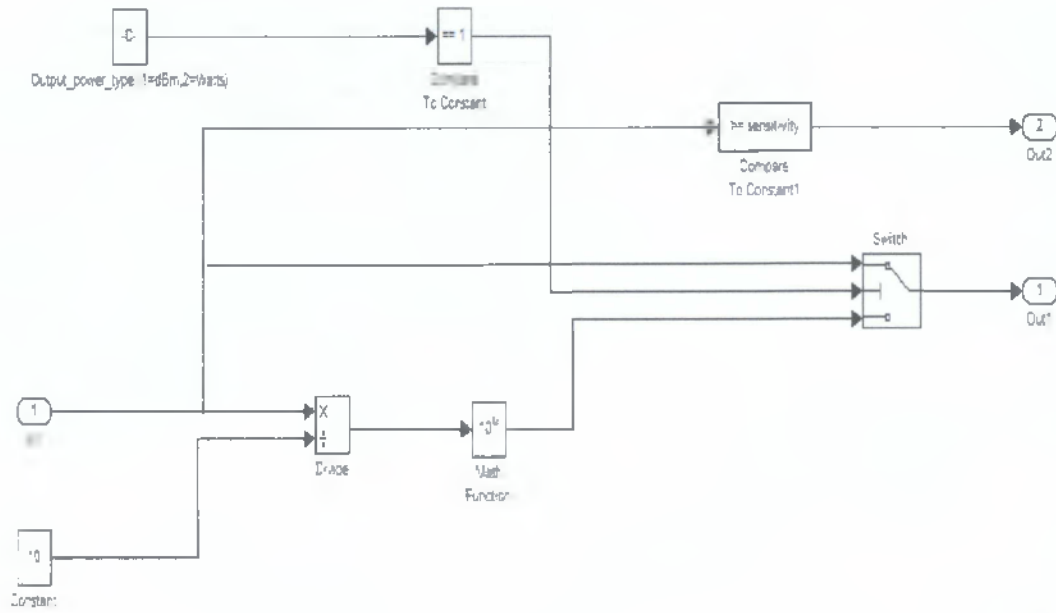 -C-
Output_power_type (1=dBm,2=Watts)
== 1
Compare
To Constant
>= sensitivity
Compare
To Constant1
2
Out2
Switch
1
Out1
1
X
÷
Divide
10^u
Math
Function
10
Constant